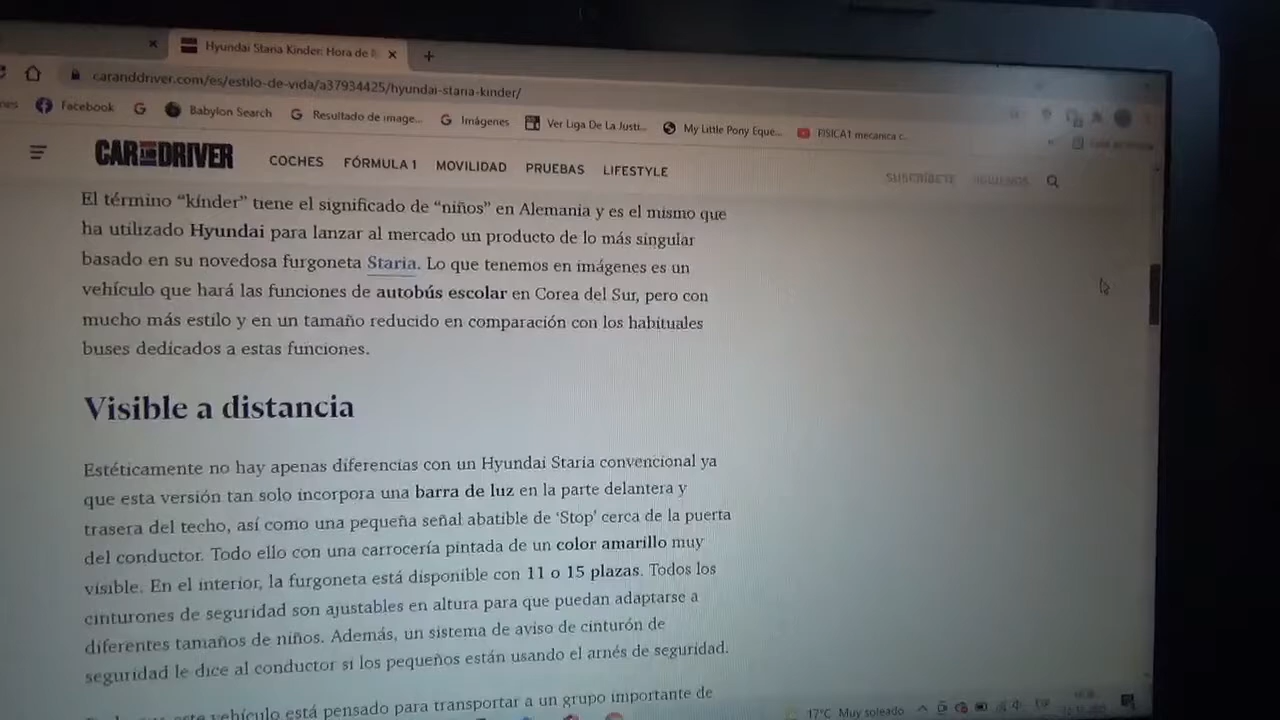 Hyundai Staria Kinder: Hora de
caranddriver.com/es/estilo-de-vida/a37934425/hyundai-staria-kinder/
Facebook
Babylon Search
Resultado de image...
Imágenes
Ver Liga De La Justi...
My Little Pony Eque...
FISICA1 mecanica c...
CAR AND DRIVER
COCHES FÓRMULA 1 MOVILIDAD PRUEBAS LIFESTYLE
SUSCRÍBETE SÍGUENOS
El término “kínder” tiene el significado de “niños” en Alemania y es el mismo que
ha utilizado Hyundai para lanzar al mercado un producto de lo más singular
basado en su novedosa furgoneta Staria. Lo que tenemos en imágenes es un
vehículo que hará las funciones de autobús escolar en Corea del Sur, pero con
mucho más estilo y en un tamaño reducido en comparación con los habituales
buses dedicados a estas funciones.
Visible a distancia
Estéticamente no hay apenas diferencias con un Hyundai Staria convencional ya
que esta versión tan solo incorpora una barra de luz en la parte delantera y
trasera del techo, así como una pequeña señal abatible de ‘Stop’ cerca de la puerta
del conductor. Todo ello con una carrocería pintada de un color amarillo muy
visible. En el interior, la furgoneta está disponible con 11 o 15 plazas. Todos los
cinturones de seguridad son ajustables en altura para que puedan adaptarse a
diferentes tamaños de niños. Además, un sistema de aviso de cinturón de
seguridad le dice al conductor si los pequeños están usando el arnés de seguridad.
este vehículo está pensado para transportar a un grupo importante de
17°C Muy soleado